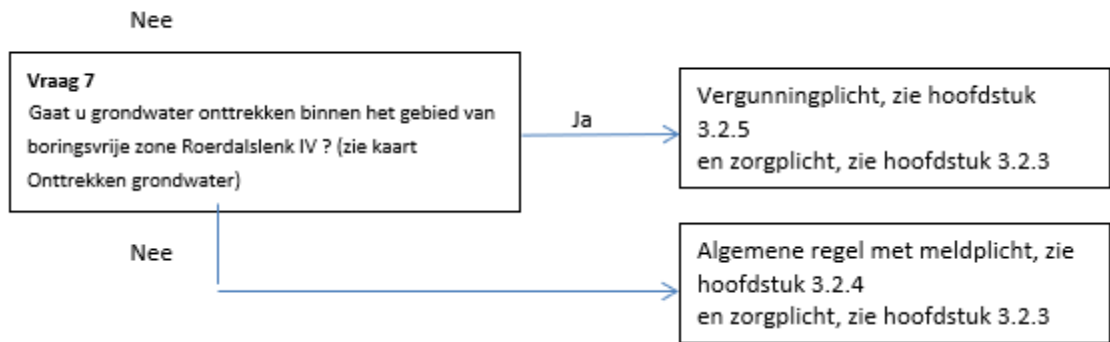 Nee
Vraag 7
Gaat u grondwater onttrekken binnen het gebied van
boringsvrije zone Roerdalslenk IV ? (zie kaart
Onttrekken grondwater)
Ja
Vergunningplicht, zie hoofdstuk
3.2.5
en zorgplicht, zie hoofdstuk 3.2.3
Nee
Algemene regel met meldplicht, zie
hoofdstuk 3.2.4
en zorgplicht, zie hoofdstuk 3.2.3